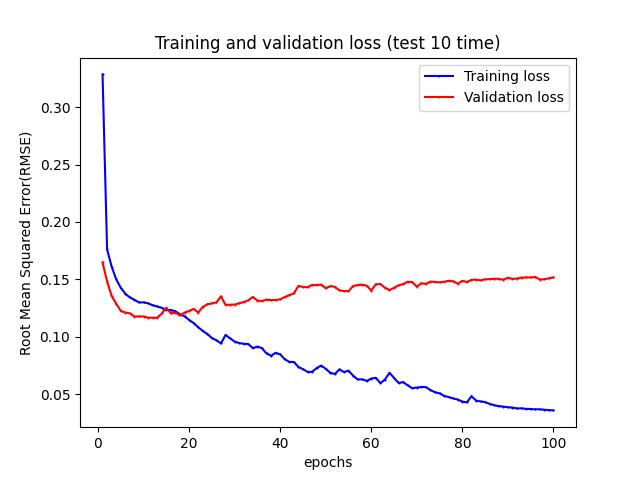 Training and validation loss (test 10 time)
Training loss
Validation loss
0.30
0.25
0.20
0.15
0.10
0.05
Root Mean Squared Error(RMSE)
0 20 40 60 80 100
epochs